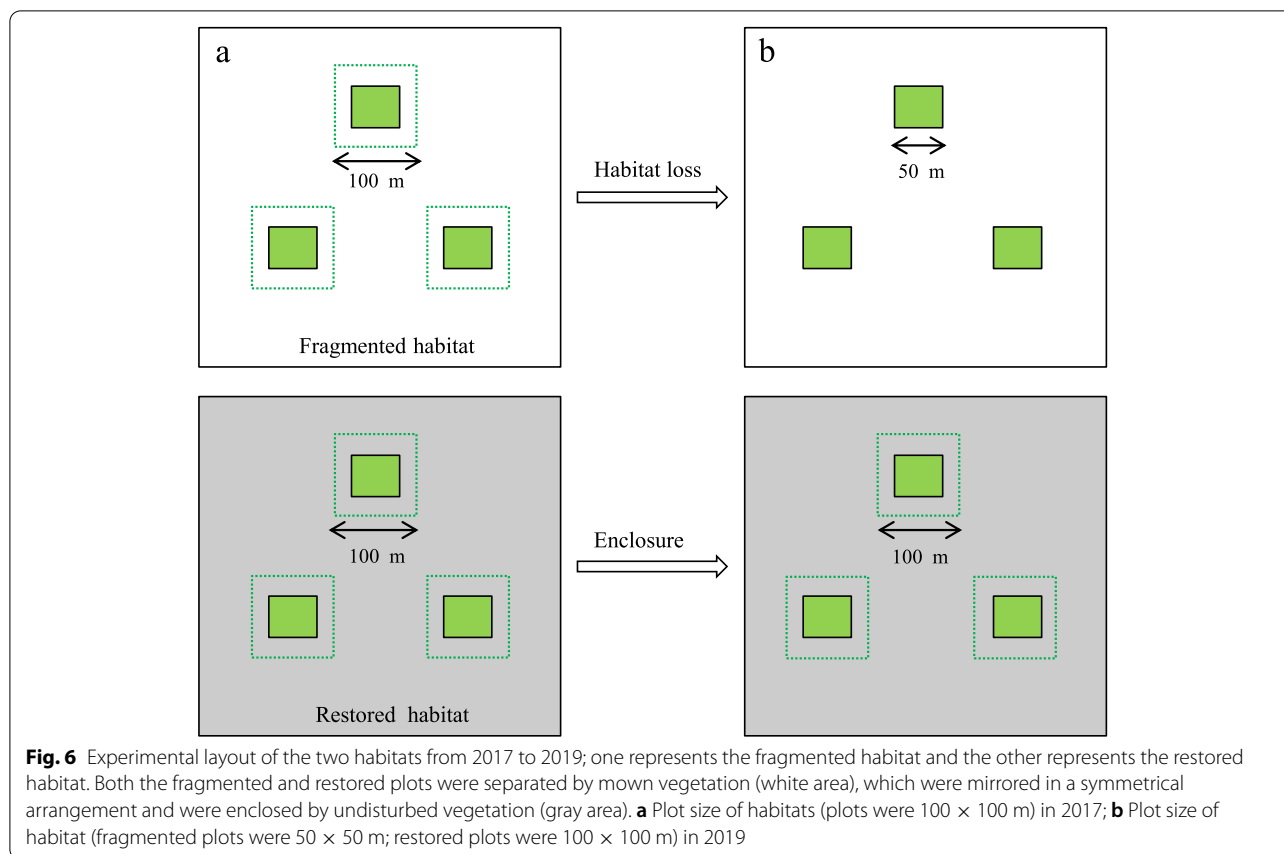 a
100 m
Fragmented habitat
Habitat loss
b
50 m
100 m
Restored habitat
Enclosure
100 m
Fig. 6 Experimental layout of the two habitats from 2017 to 2019; one represents the fragmented habitat and the other represents the restored
habitat. Both the fragmented and restored plots were separated by mown vegetation (white area), which were mirrored in a symmetrical
arrangement and were enclosed by undisturbed vegetation (gray area). a Plot size of habitats (plots were 100 × 100 m) in 2017; b Plot size of
habitat (fragmented plots were 50 × 50 m; restored plots were 100 × 100 m) in 2019